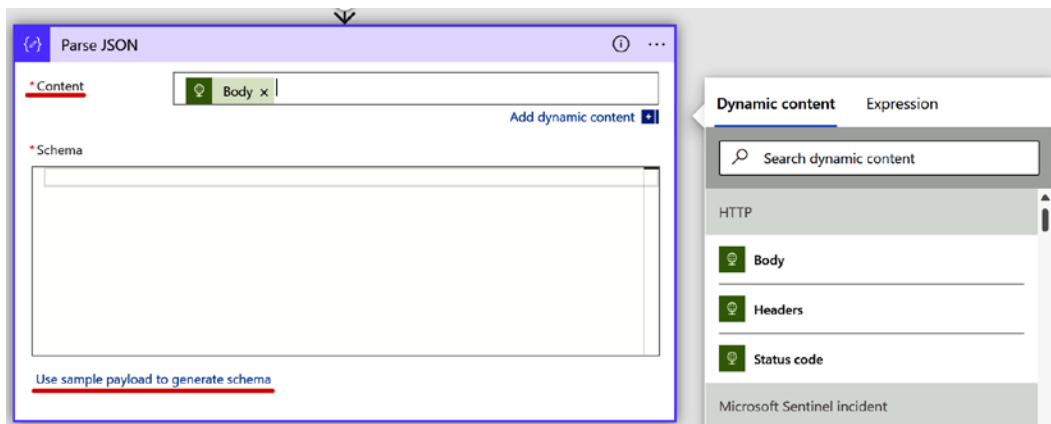 Parse JSON
*Content
Body ×
Add dynamic content
*Schema
Use sample payload to generate schema
Dynamic content Expression
Search dynamic content
HTTP
Body
Headers
Status code
Microsoft Sentinel incident